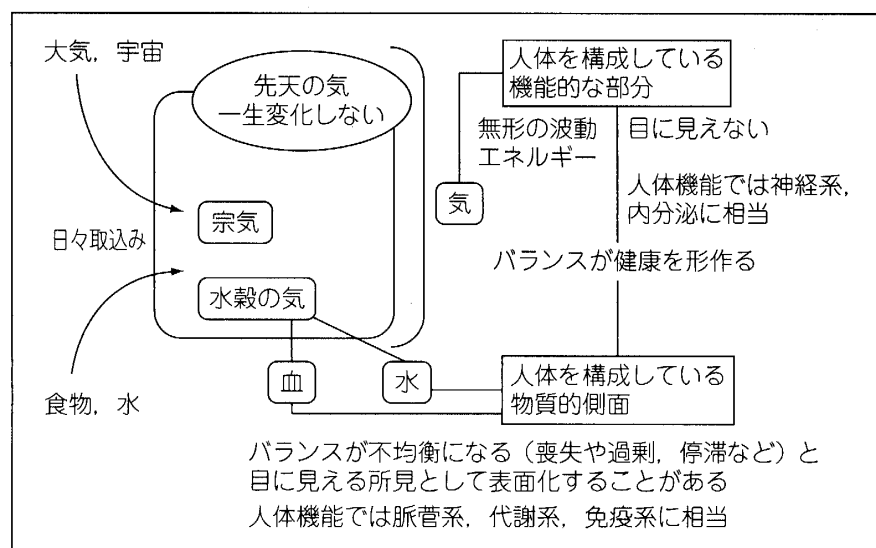 大気，宇宙
先天の気
一生変化しない
宗気
日々取込み
水穀の気
食物，水
血
水
気
無形の波動
エネルギー
人体を構成している
機能的な部分
目に見えない
人体機能では神経系，
内分泌に相当
バランスが健康を形作る
人体を構成している
物質的側面
バランスが不均衡になる（喪失や過剰，停滞など）と
目に見える所見として表面化することがある
人体機能では脈菅系，代謝系，免疫系に相当